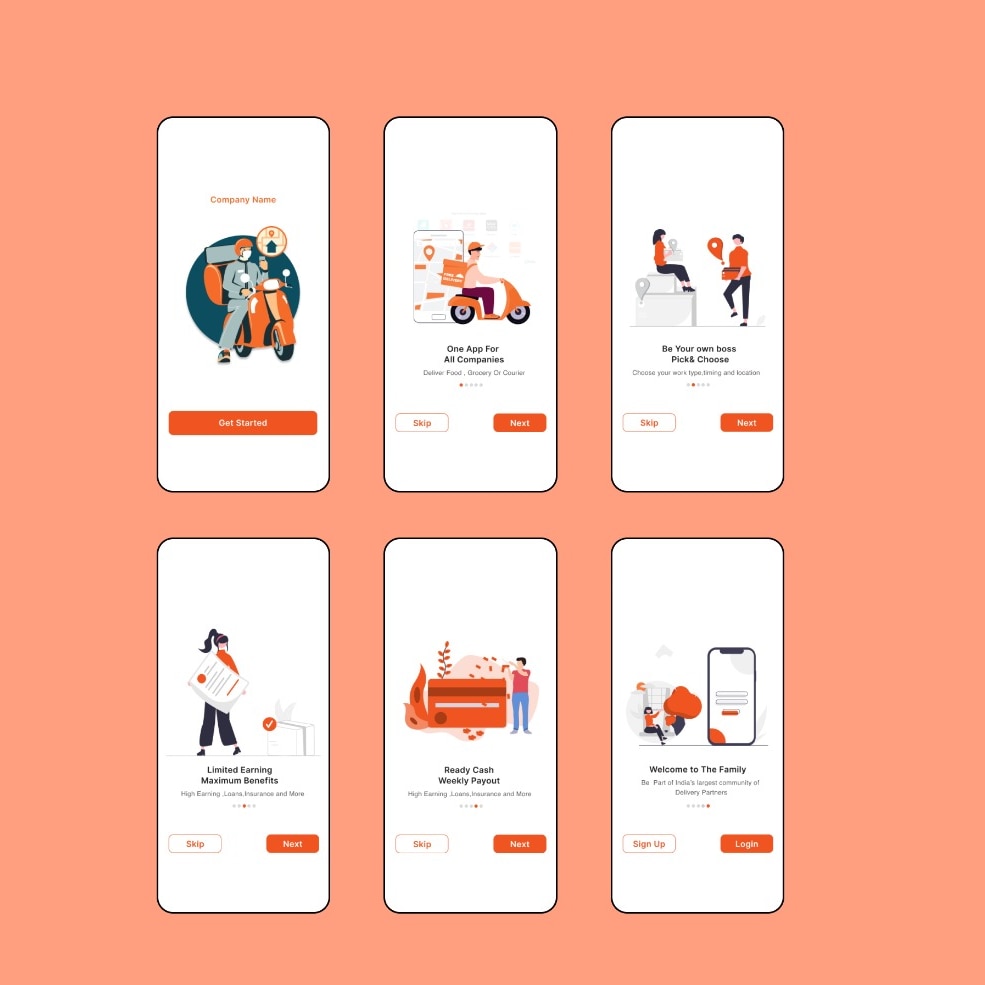 Company Name
Get Started
One App For
All Companies
Deliver Food , Grocery Or Courier
Skip
Next
Be Your own boss
Pick& Choose
Choose your work type,timing and location
Skip
Next
Limited Earning
Maximum Benefits
High Earning ,Loans,Insurance and More
Skip
Next
Ready Cash
Weekly Payout
High Earning ,Loans,Insurance and More
Skip
Next
Welcome to The Family
Be Part of India's largest community of
Delivery Partners
Sign Up
Login